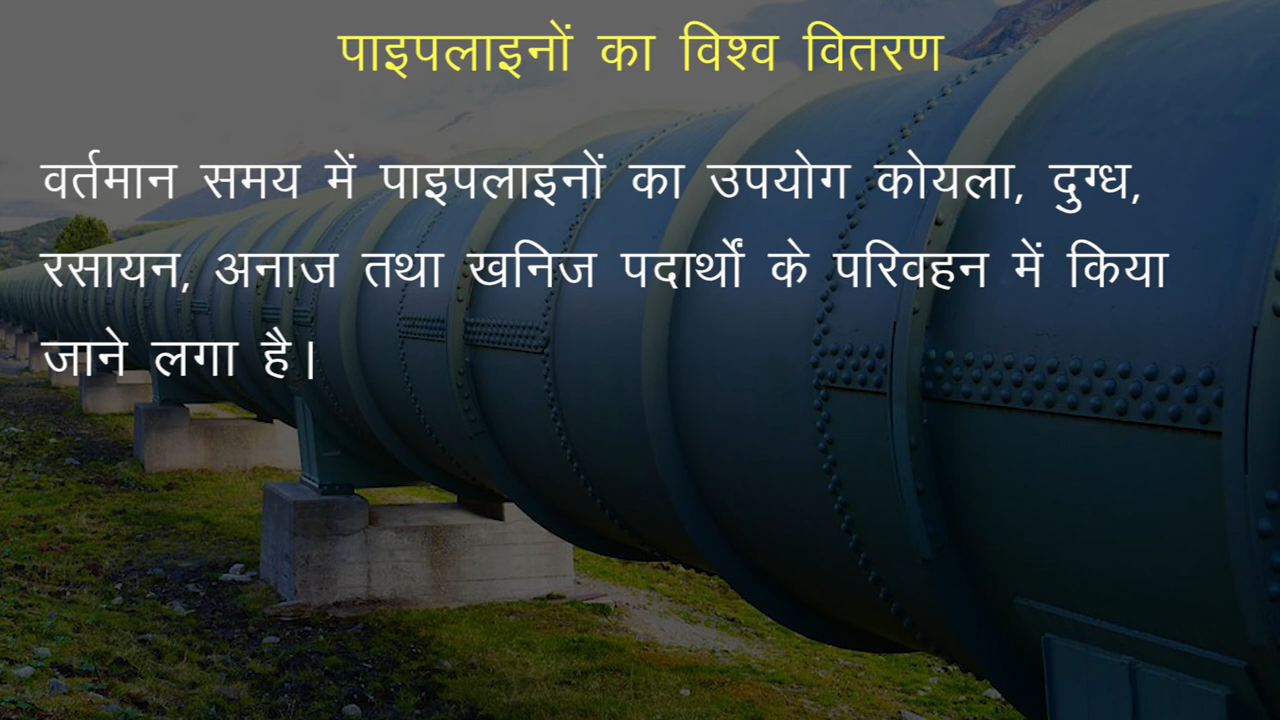 पाइपलाइनों का विश्व वितरण
वर्तमान समय में पाइपलाइनों का उपयोग कोयला, दुग्ध,
रसायन, अनाज तथा खनिज पदार्थों के परिवहन में किया
जाने लगा है।